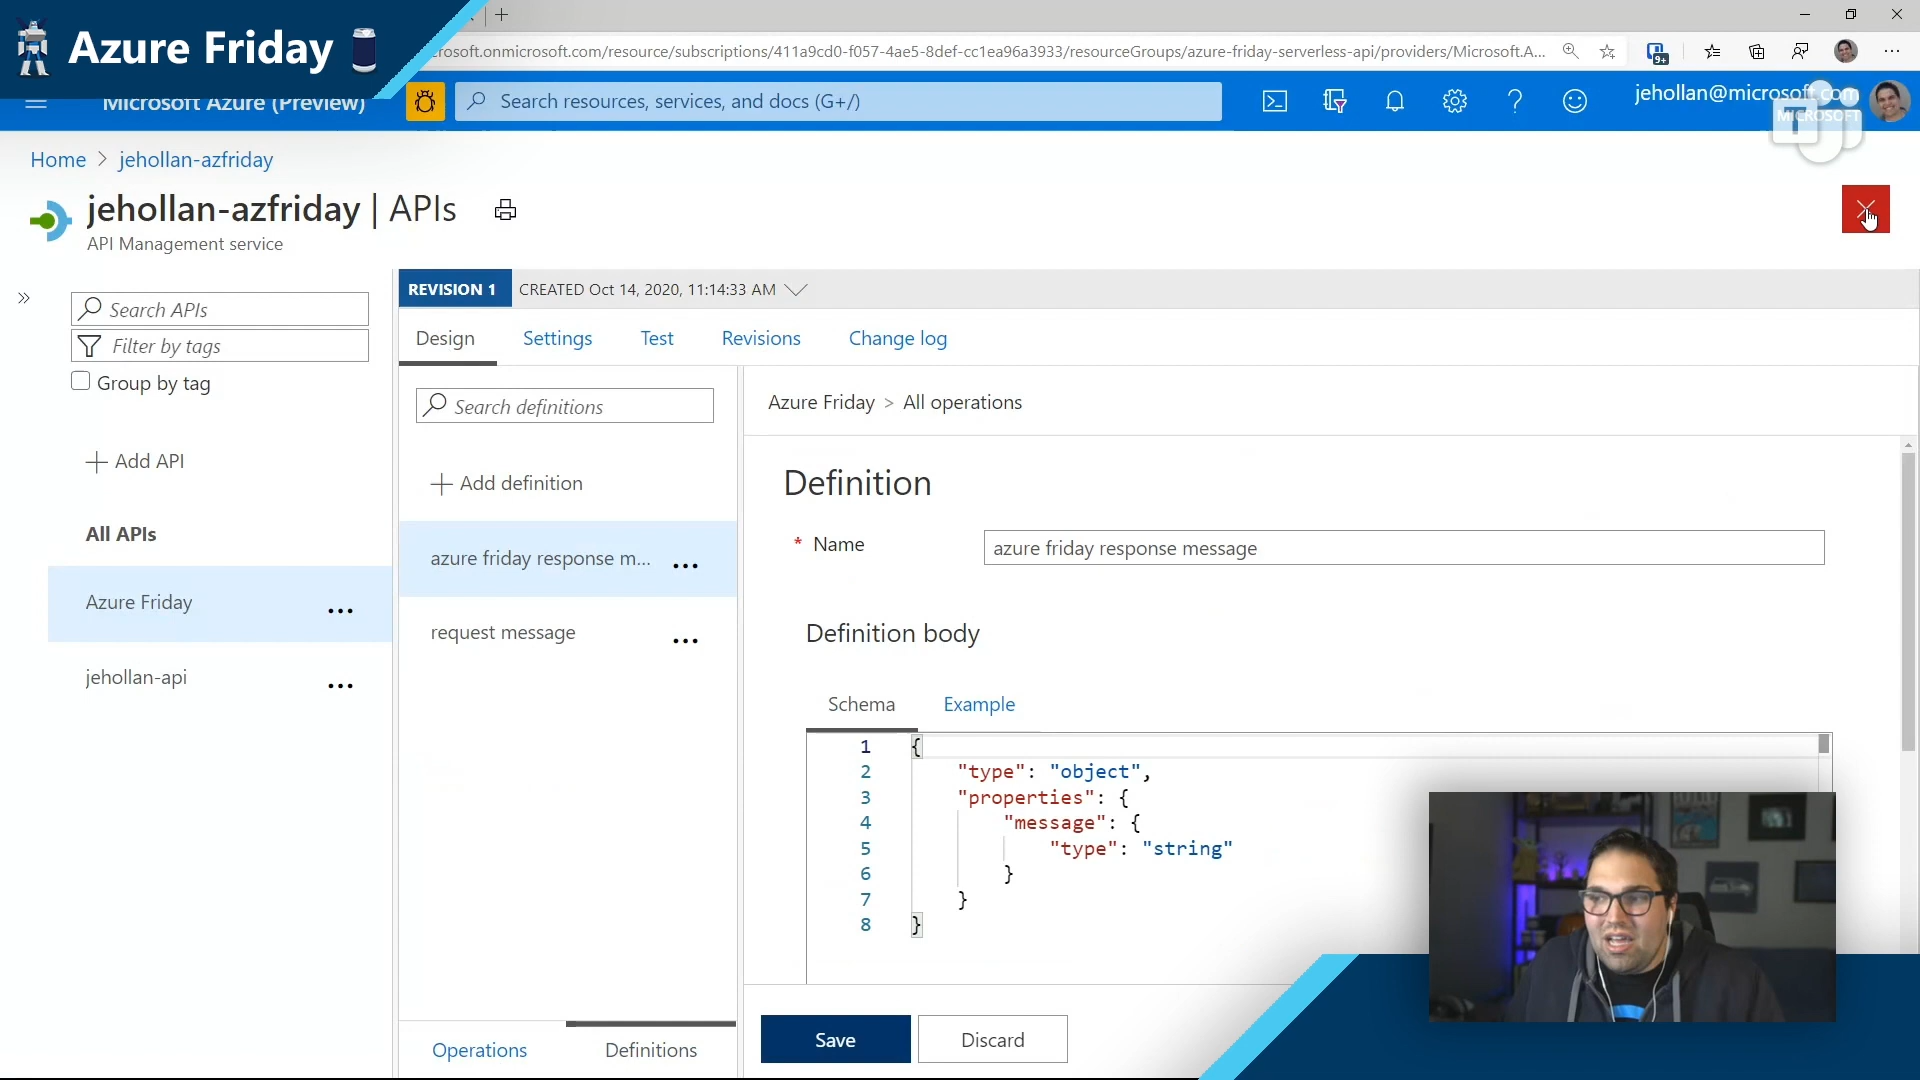 Azure Friday
rosoft.onmicrosoft.com/resource/subscriptions/411a9cd0-f057-4ae5-8def-cc1ea96a3933/resourceGroups/azure-friday-serverless-api/providers/Microsoft.A...
9+
Microsoft Azure (Preview)
Search resources, services, and docs (G+/)
jehollan@microsoft.com
MICROSOFT
Home > jehollan-azfriday
jehollan-azfriday | APIs
API Management service
Search APIs
Filter by tags
Group by tag
+ Add API
All APIs
Azure Friday ...
jehollan-api ...
REVISION 1 CREATED Oct 14, 2020, 11:14:33 AM
Design Settings Test Revisions Change log
Search definitions
+ Add definition
azure friday response m... ...
request message ...
Operations Definitions
Azure Friday > All operations
Definition
* Name azure friday response message
Definition body
Schema Example
1 {
2 "type": "object",
3 "properties": {
4 "message": {
5 "type": "string"
6 }
7 }
8 }
Save Discard